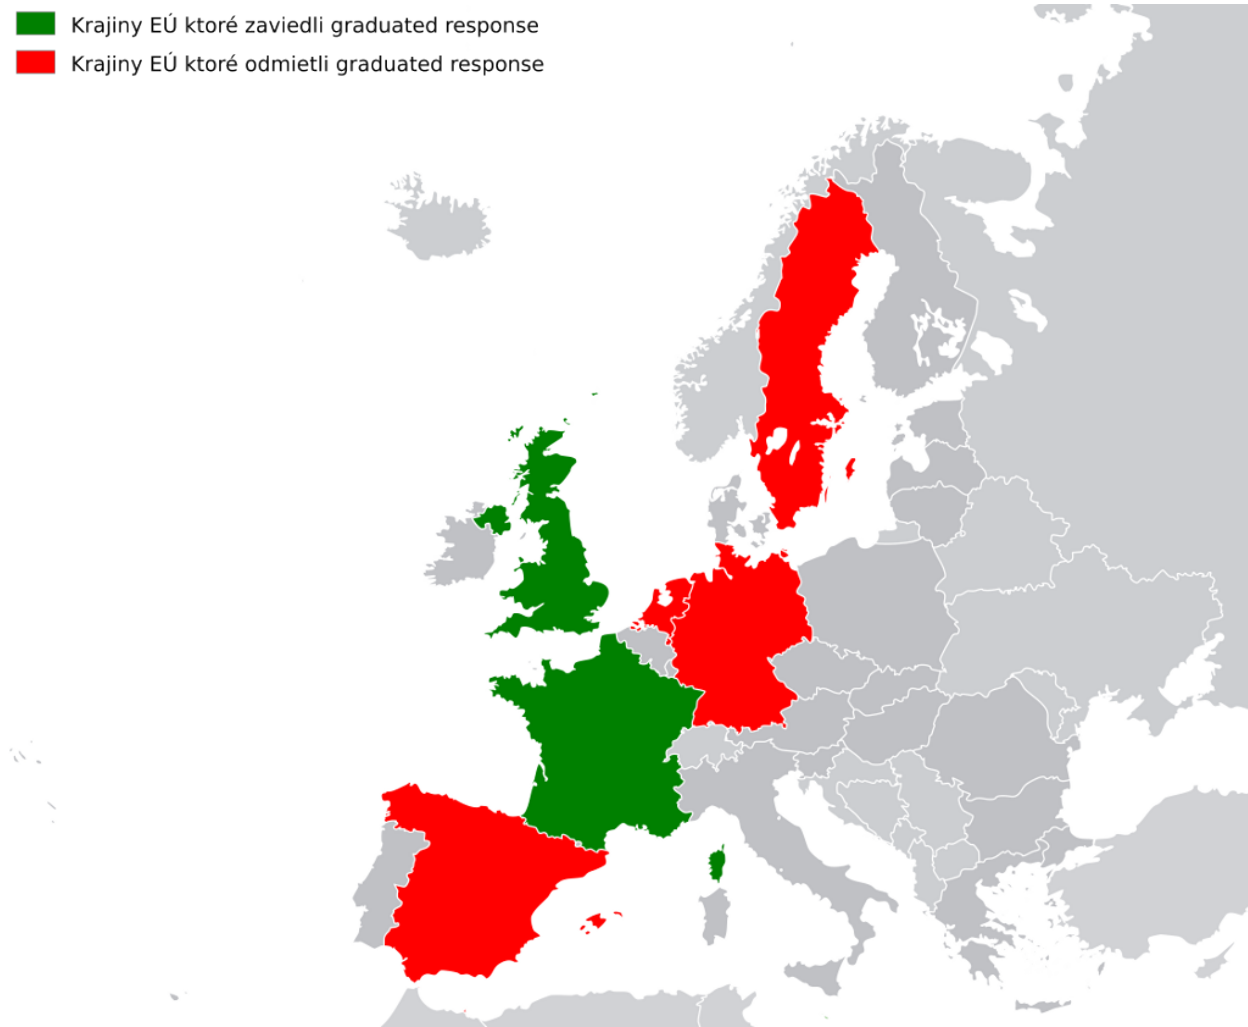 Krajiny EÚ ktoré zaviedli graduated response
Krajiny EÚ ktoré odmietli graduated response